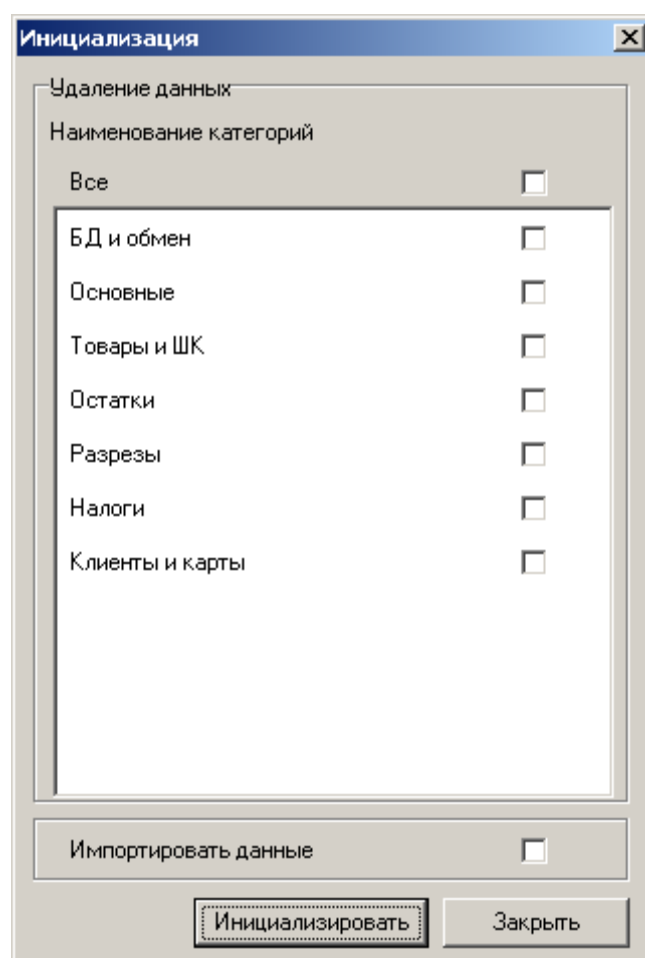 Инициализация
Удаление данных
Наименование категорий
Все
БД и обмен
Основные
Товары и ШК
Остатки
Разрезы
Налоги
Клиенты и карты
Импортировать данные
Инициализировать Закрыть